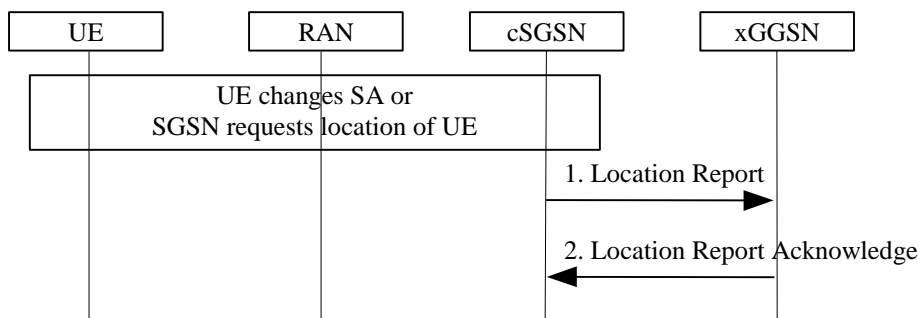 UE
RAN
cSGSN
xGGSN
UE changes SA or
SGSN requests location of UE
1. Location Report
2. Location Report Acknowledge